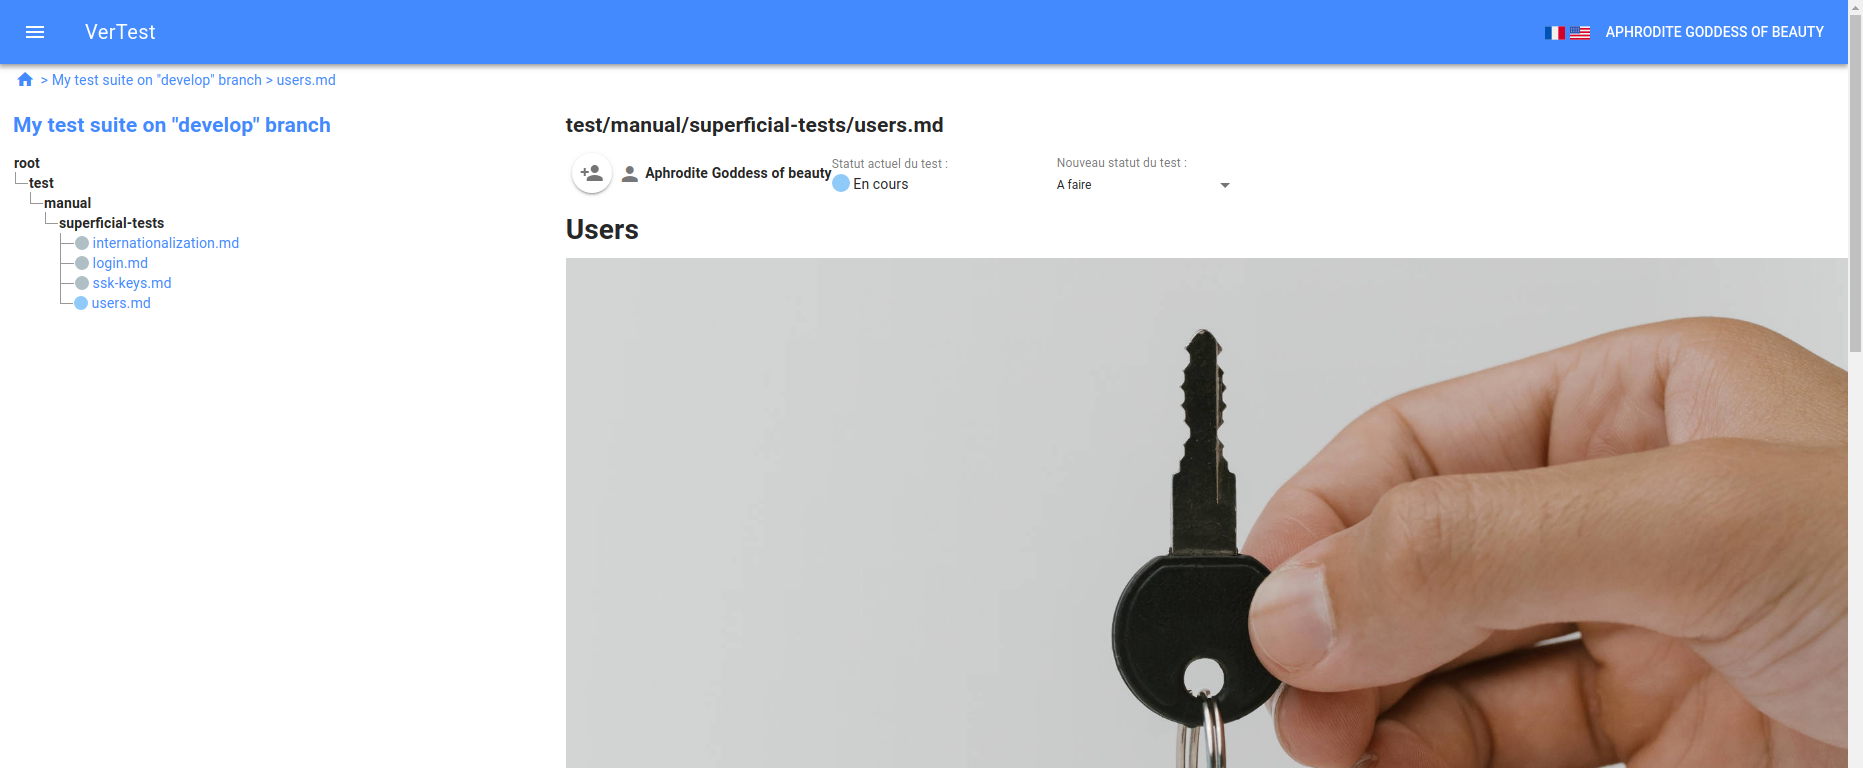 VerTest
APHRODITE GODDESS OF BEAUTY
> My test suite on "develop" branch > users.md
My test suite on "develop" branch
root
test
manual
superficial-tests
internationalization.md
login.md
ssk-keys.md
users.md
test/manual/superficial-tests/users.md
Aphrodite Goddess of beauty
Statut actuel du test :
En cours
Nouveau statut du test :
A faire
Users